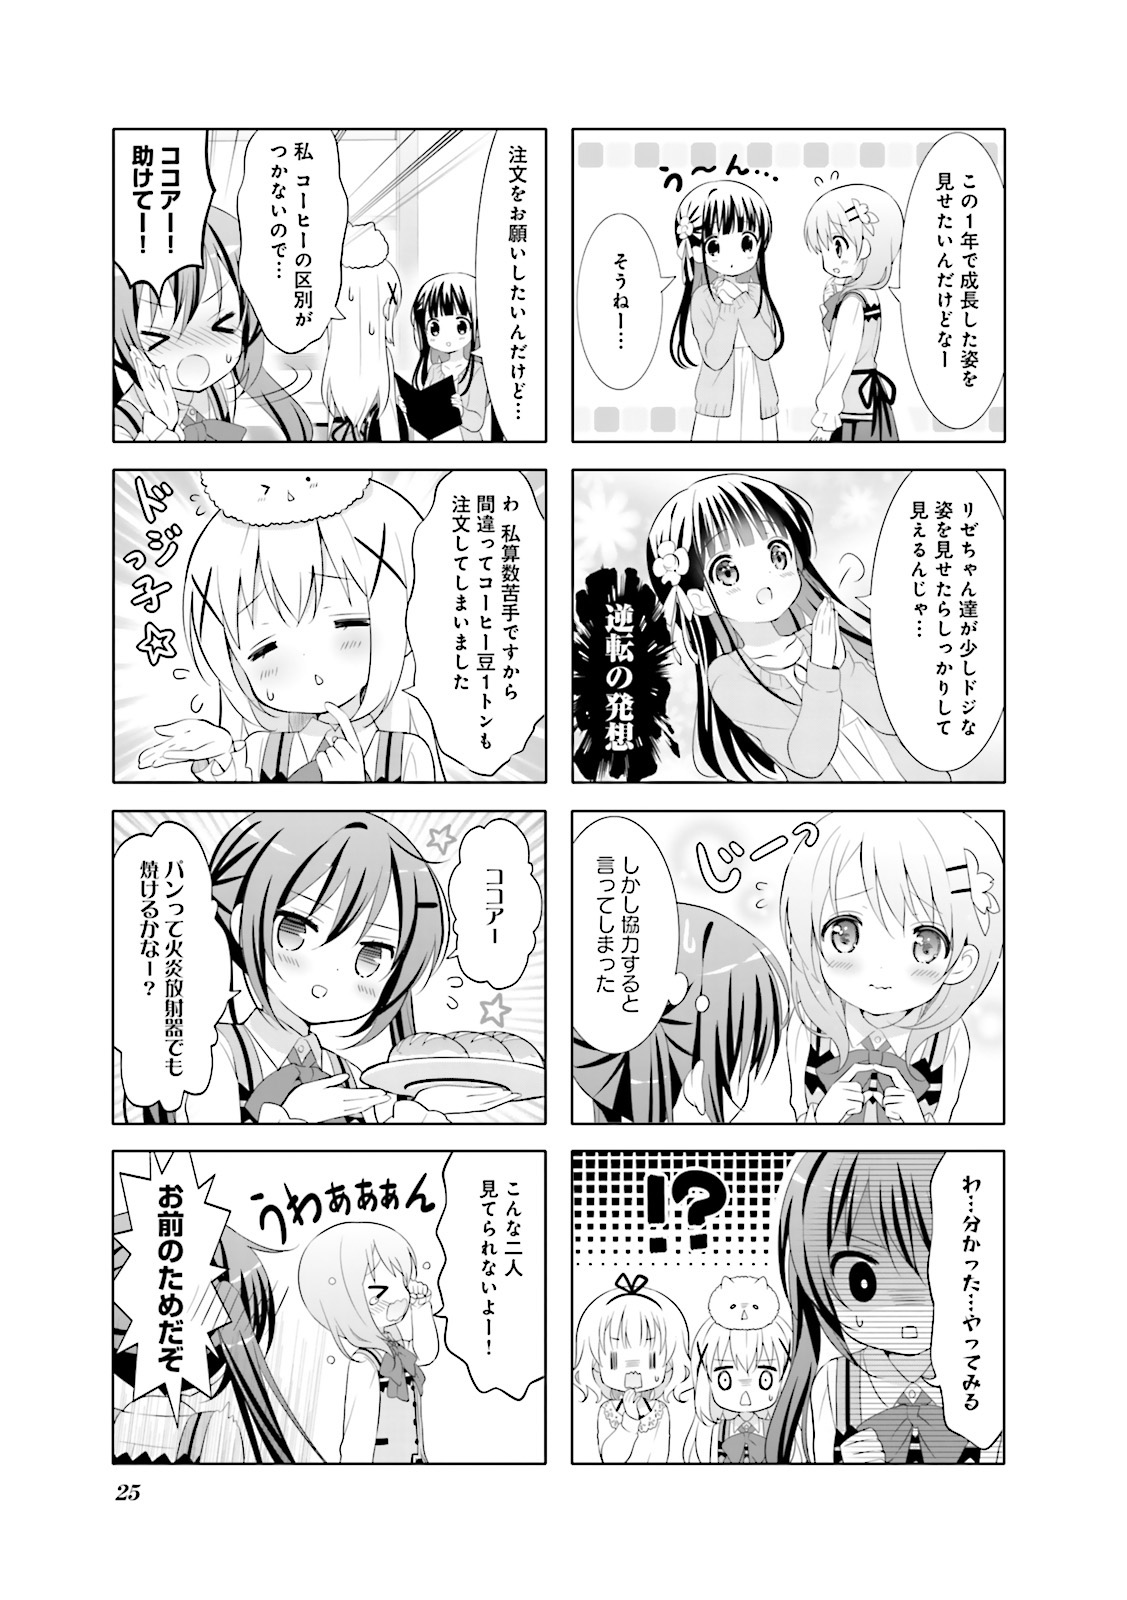 この1年で成長した姿を
見せたいんだけどなー
う〜ん…
そうねー…
リゼちゃん達が少しドジな
姿を見せたらしっかりして
見えるんじゃ…
逆転の発想
じーっ
しかし協力すると
言ってしまった
わ…分かった…やってみる
!?
注文をお願いしたいんだけど…
私 コーヒーの区別が
つかないので…
ココアー!
助けてー!
わ 私算数苦手ですから
間違ってコーヒー豆1トンも
注文してしまいました
ドジっ子☆
ココアー
パンって火炎放射器でも
焼けるかなー?
こんな二人
見てられないよー!
うわぁぁぁん
お前のためだぞ
25